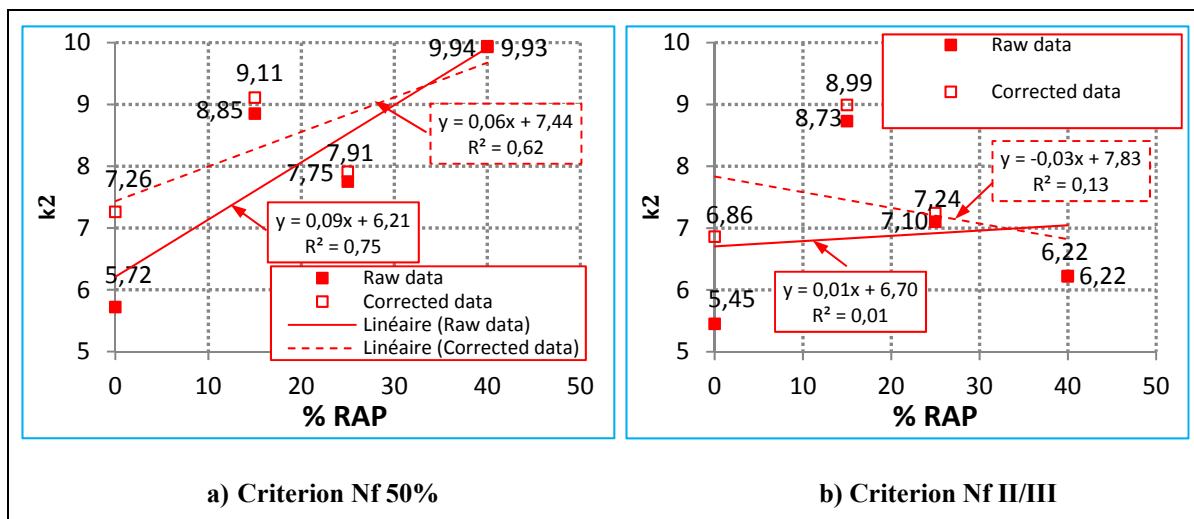 10
9
8
7
6
5
k2
9,94
9,93
9,11
8,85
7,91
7,75
7,26
5,72
y = 0,06x + 7,44
R² = 0,62
y = 0,09x + 6,21
R² = 0,75
Raw data
Corrected data
Linéaire (Raw data)
Linéaire (Corrected data)
0 10 20 30 40 50
% RAP
a) Criterion Nf 50%
10
9
8
7
6
5
k2
Raw data
Corrected data
8,99
8,73
y = -0,03x + 7,83
R² = 0,13
7,24
7,10
6,86
6,22
6,22
5,45
y = 0,01x + 6,70
R² = 0,01
0 10 20 30 40 50
% RAP
b) Criterion Nf II/III